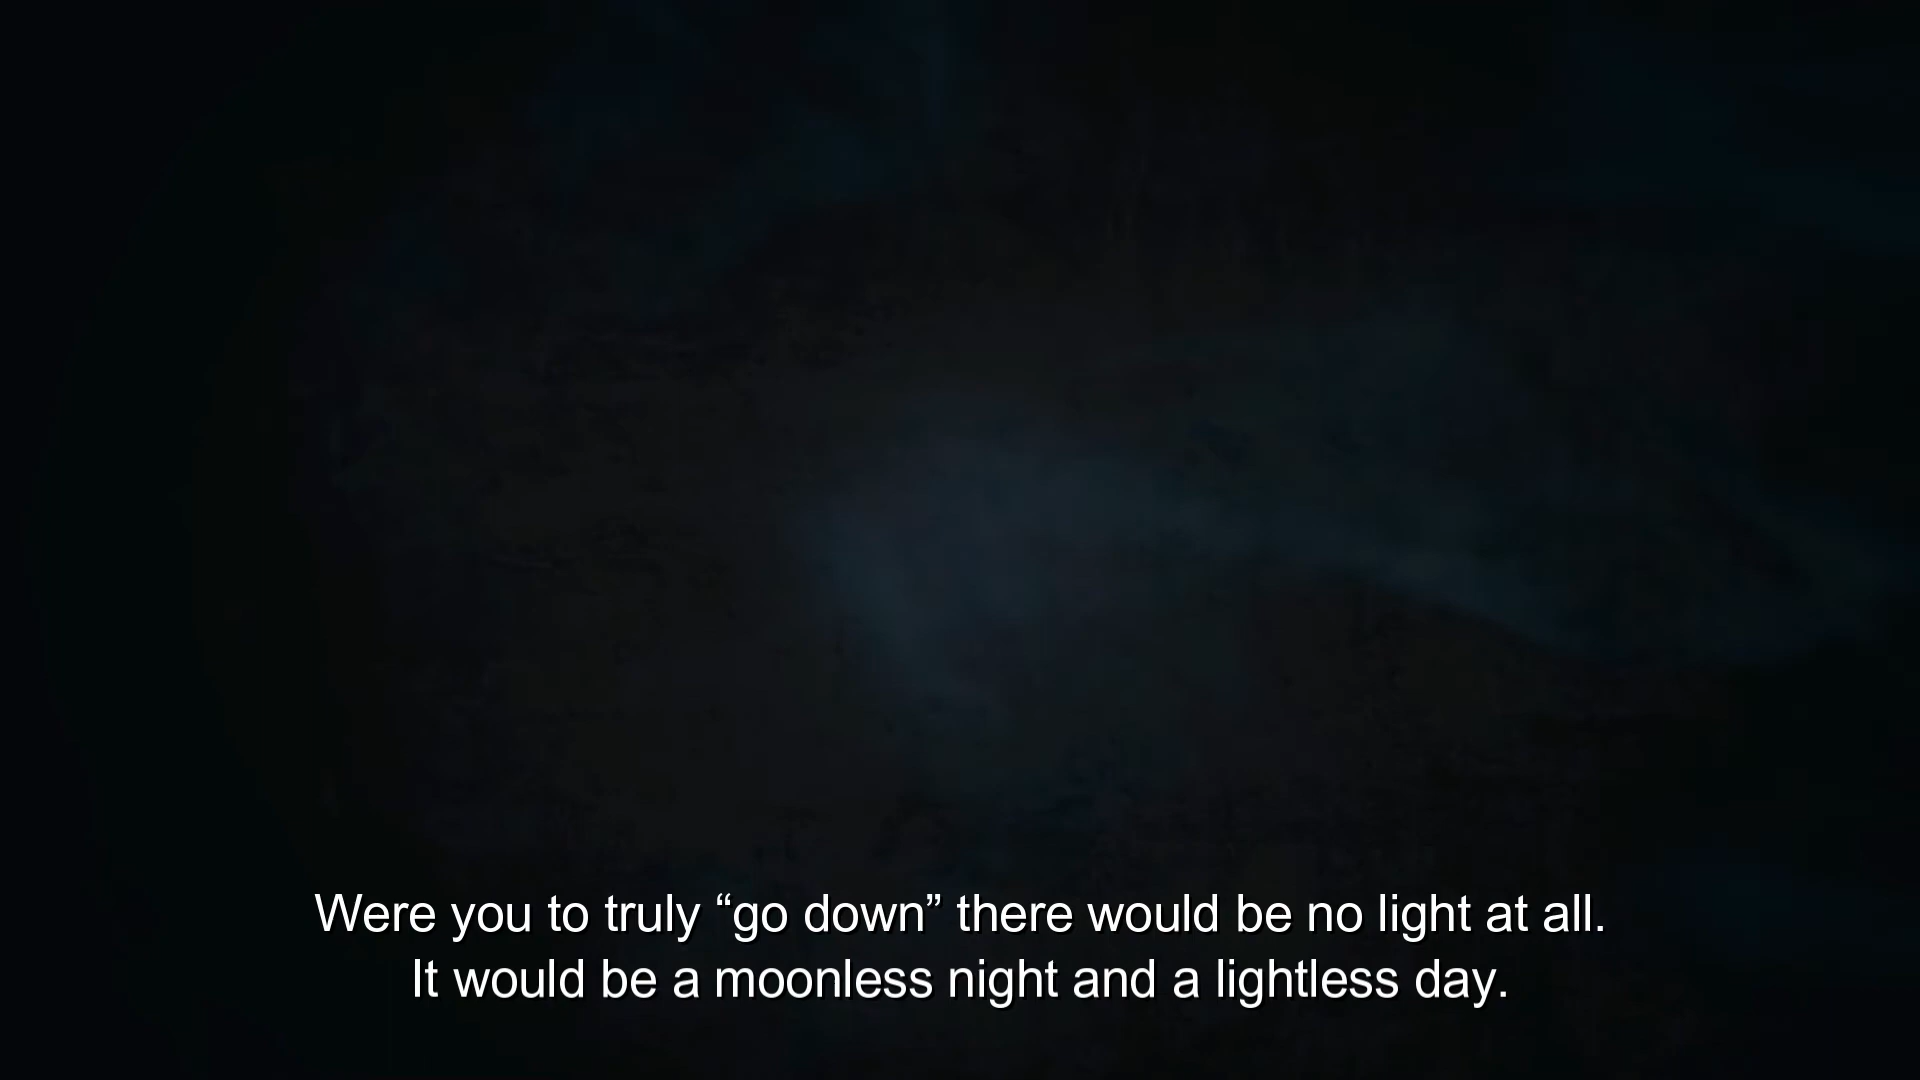 Were you to truly “go down” there would be no light at all.
It would be a moonless night and a lightless day.